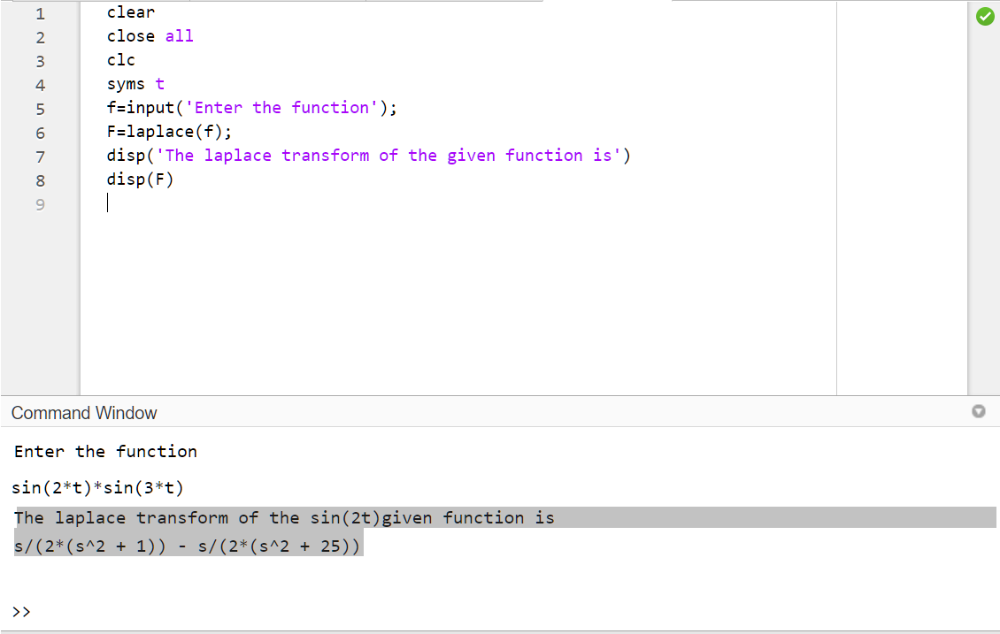 1 clear
2 close all
3 clc
4 syms t
5 f=input('Enter the function');
6 F=laplace(f);
7 disp('The laplace transform of the given function is')
8 disp(F)
9
Command Window
Enter the function
sin(2*t)*sin(3*t)
The laplace transform of the sin(2t)given function is
s/(2*(s^2 + 1)) - s/(2*(s^2 + 25))
>>